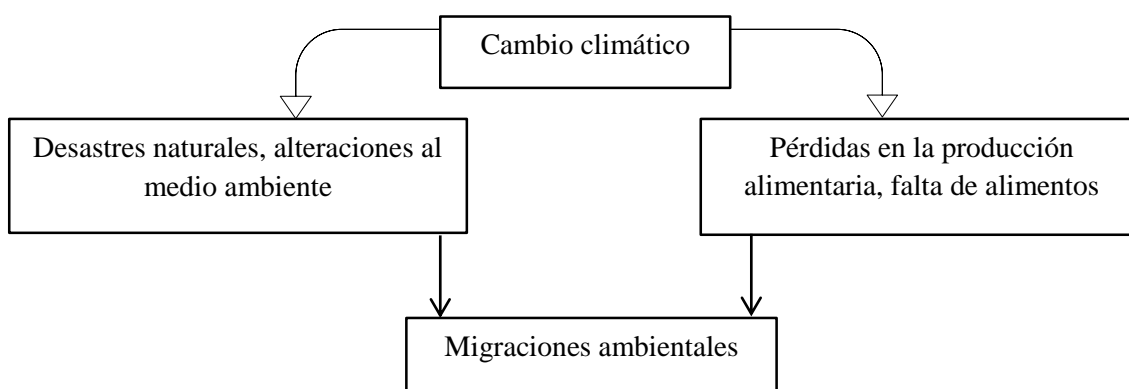 Cambio climático
Desastres naturales, alteraciones al
medio ambiente
Pérdidas en la producción
alimentaria, falta de alimentos
Migraciones ambientales